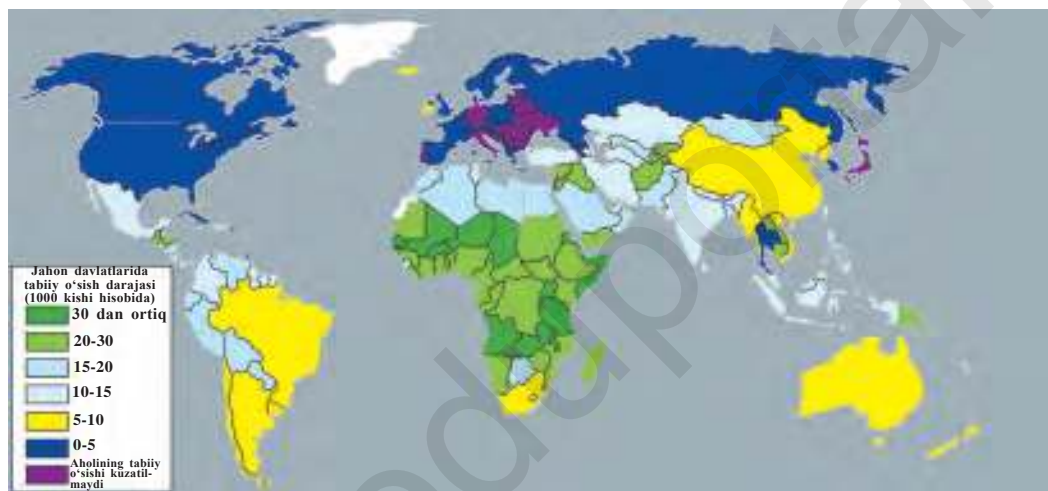 Jahon davlatlarida
tabiiy o‘sish darajasi
(1000 kishi hisobida)
30 dan ortiq
20-30
15-20
10-15
5-10
0-5
Aholining tabiiy
o‘sishi kuzatil-
maydi
eduportal